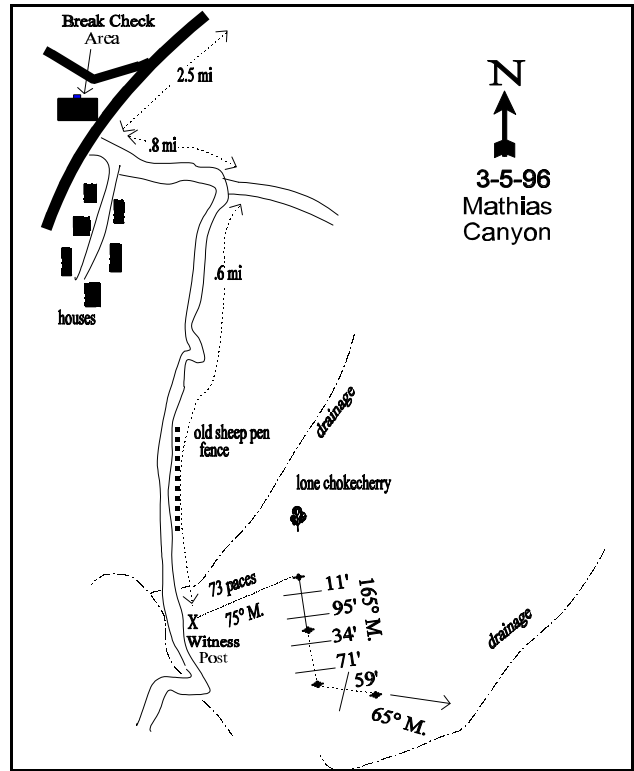 Break Check
Area
2.5 mi
.8 mi
N
3-5-96
Mathias
Canyon
.6 mi
houses
drainage
old sheep pen
fence
lone chokecherry
73 paces
75° M.
X
Witness
Post
11'
95'
34'
71'
59'
165° M.
65° M.
drainage